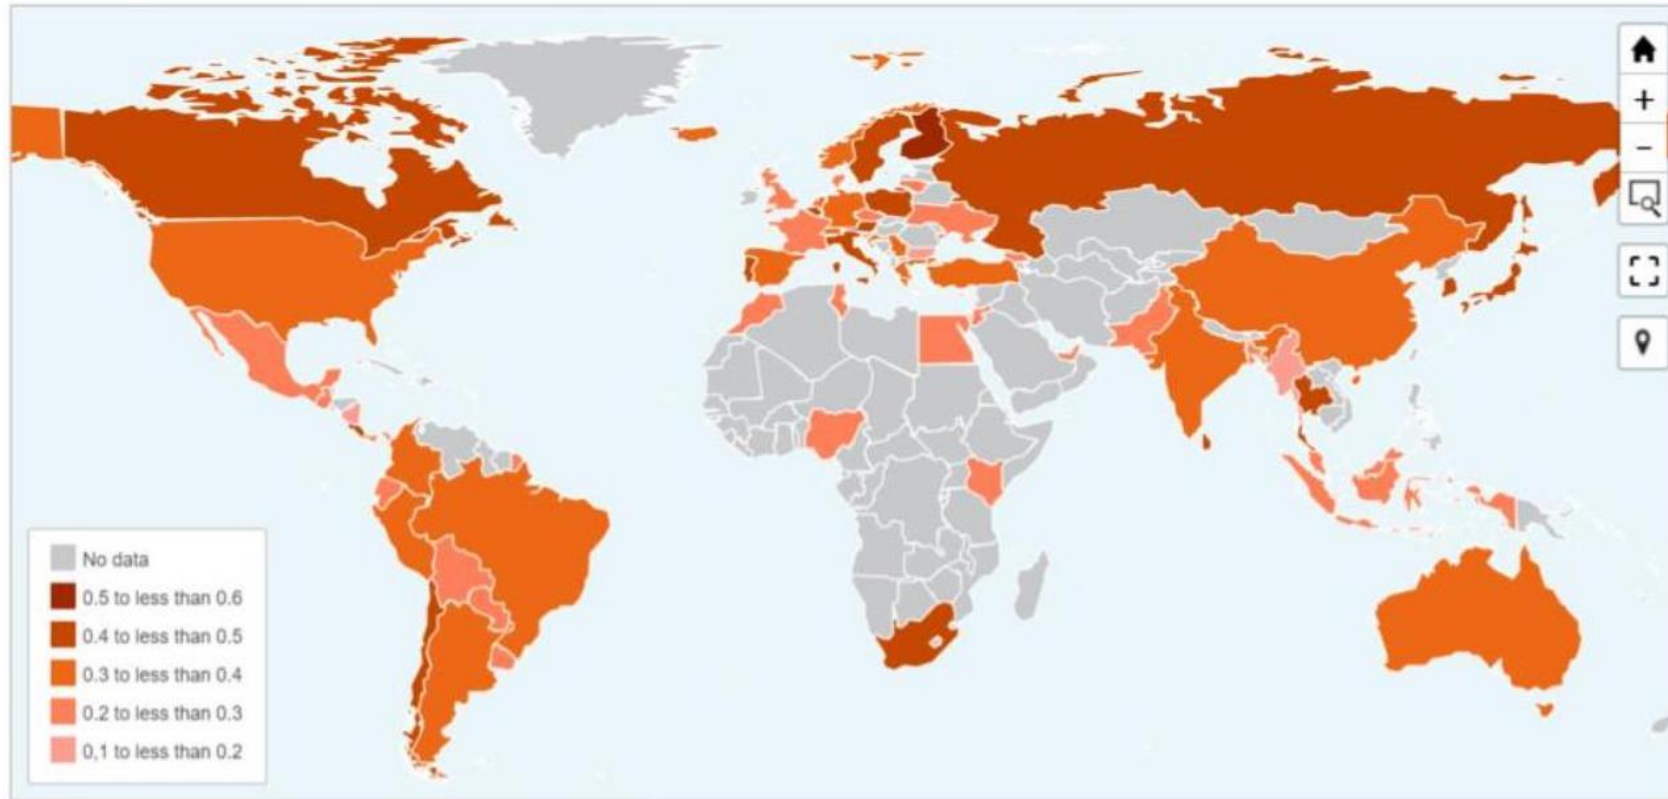 No data
0.5 to less than 0.6
0.4 to less than 0.5
0.3 to less than 0.4
0.2 to less than 0.3
0,1 to less than 0.2